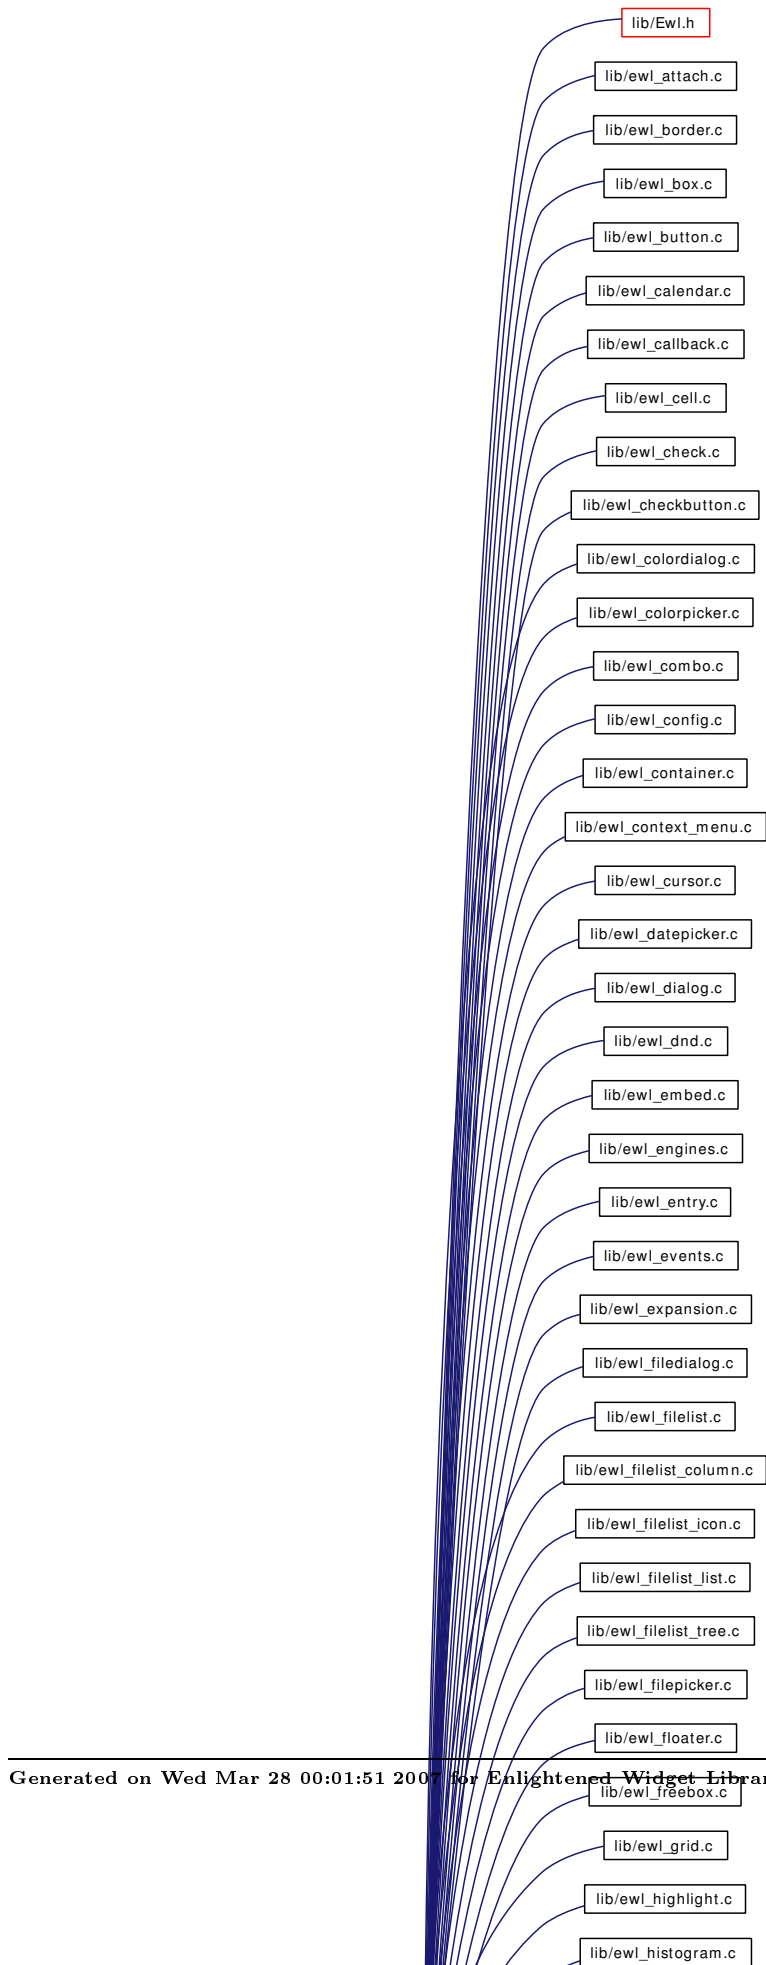 lib/Ewl.h
lib/ewl_attach.c
lib/ewl_border.c
lib/ewl_box.c
lib/ewl_button.c
lib/ewl_calendar.c
lib/ewl_callback.c
lib/ewl_cell.c
lib/ewl_check.c
lib/ewl_checkbutton.c
lib/ewl_colordialog.c
lib/ewl_colorpicker.c
lib/ewl_combo.c
lib/ewl_config.c
lib/ewl_container.c
lib/ewl_context_menu.c
lib/ewl_cursor.c
lib/ewl_datepicker.c
lib/ewl_dialog.c
lib/ewl_dnd.c
lib/ewl_embed.c
lib/ewl_engines.c
lib/ewl_entry.c
lib/ewl_events.c
lib/ewl_expansion.c
lib/ewl_filedialog.c
lib/ewl_filelist.c
lib/ewl_filelist_column.c
lib/ewl_filelist_icon.c
lib/ewl_filelist_list.c
lib/ewl_filelist_tree.c
lib/ewl_filepicker.c
lib/ewl_floater.c
Generated on Wed Mar 28 00:01:51 2007 for Enlightened Widget Librar
lib/ewl_freebox.c
lib/ewl_grid.c
lib/ewl_highlight.c
lib/ewl_histogram.c